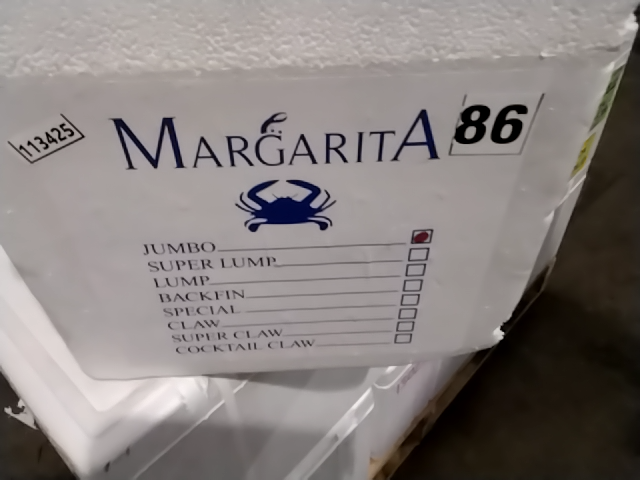 113425
MARGARITA 86
JUMBO
SUPER LUMP
LUMP
BACKFIN
SPECIAL
CLAW
SUPER CLAW
COCKTAIL CLAW